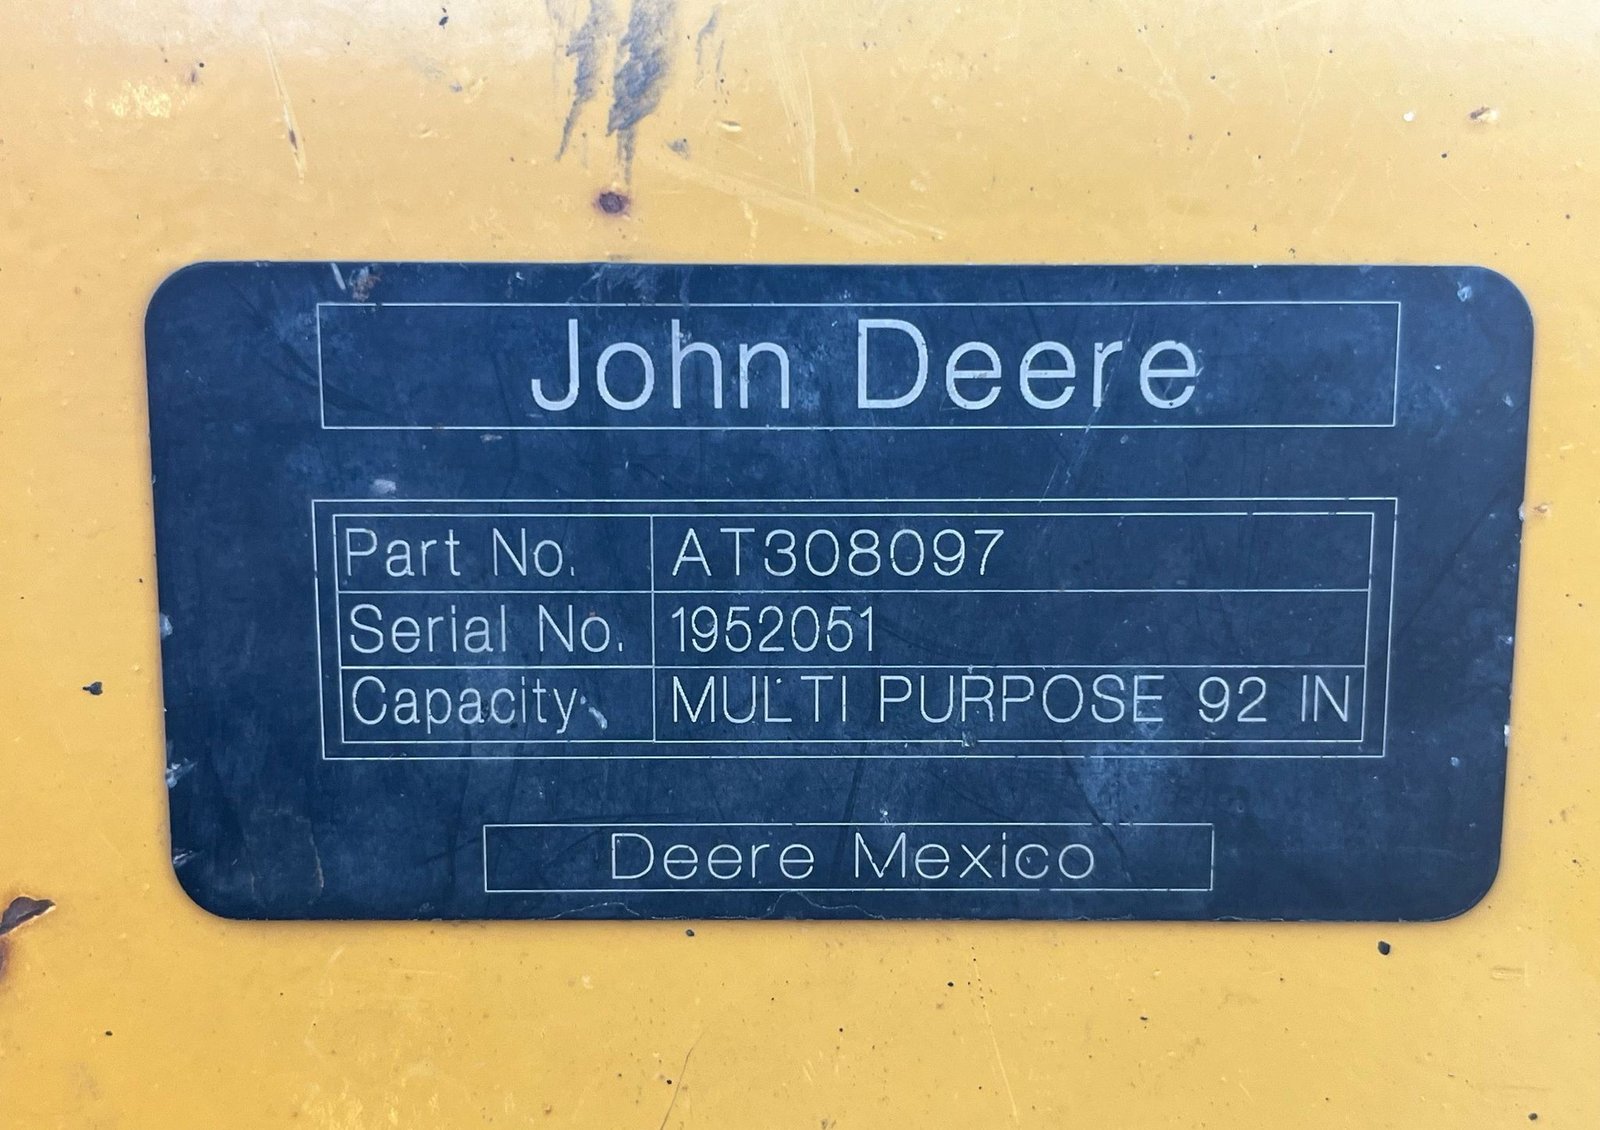 John Deere
Part No. AT308097
Serial No. 1952051
Capacity MULTI PURPOSE 92 IN
Deere Mexico